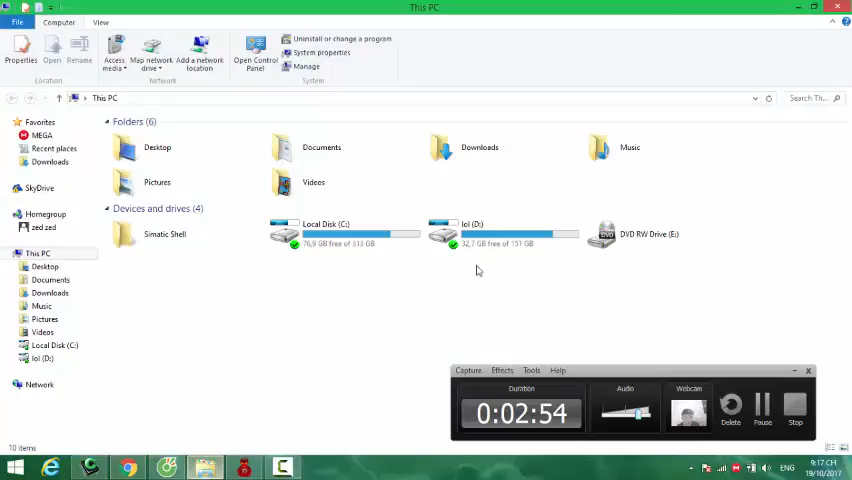 This PC
File
Computer
View
Properties
Open
Rename
Access media
Map network drive
Add a network location
Open Control Panel
Uninstall or change a program
System properties
Manage
Location
Network
System
This PC
Search Th...
Favorites
MEGA
Recent places
Downloads
SkyDrive
Homegroup
zed zed
This PC
Desktop
Documents
Downloads
Music
Pictures
Videos
Local Disk (C:)
lol (D:)
Network
Folders (6)
Desktop
Documents
Downloads
Music
Pictures
Videos
Devices and drives (4)
Simatic Shell
Local Disk (C:)
76,9 GB free of 313 GB
lol (D:)
32,7 GB free of 151 GB
DVD RW Drive (E:)
DVD
Capture
Effects
Tools
Help
Duration
0:02:54
Audio
Webcam
Delete
Pause
Stop
10 items
ENG
9:17 CH
19/10/2017